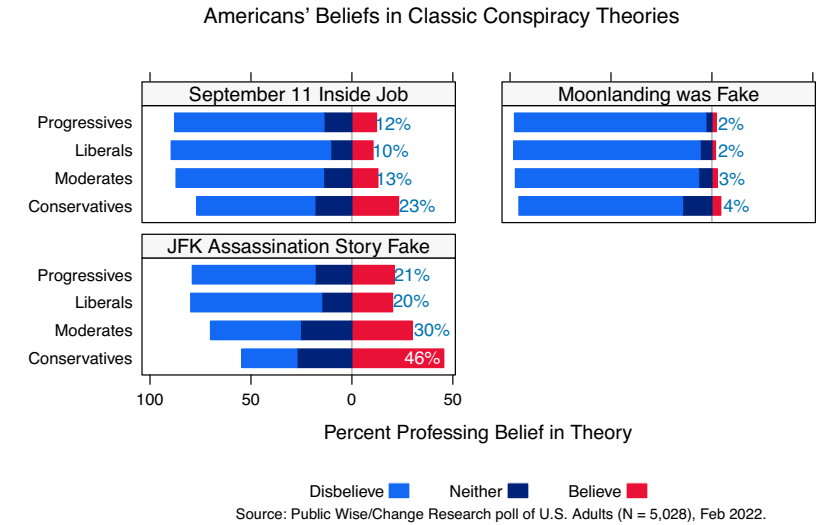 Americans’ Beliefs in Classic Conspiracy Theories
September 11 Inside Job
Progressives 12%
Liberals 10%
Moderates 13%
Conservatives 23%
Moonlanding was Fake
2%
2%
3%
4%
JFK Assassination Story Fake
Progressives 21%
Liberals 20%
Moderates 30%
Conservatives 46%
100 50 0 50
Percent Professing Belief in Theory
Disbelieve Neither Believe
Source: Public Wise/Change Research poll of U.S. Adults (N = 5,028), Feb 2022.